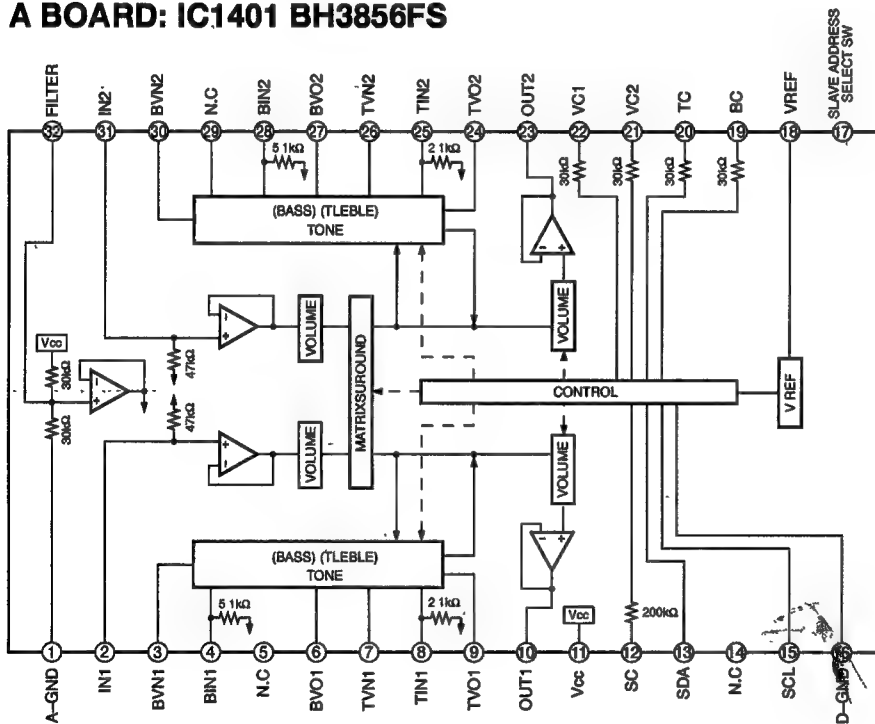 A BOARD: IC1401 BH3856FS
FILTER
IN2
BVN2
N.C
BIN2
BVO2
TVN2
TIN2
TVO2
OUT2
VC1
VC2
TC
BC
VREF
SLAVE ADDRESS
SELECT SW
32
31
30
29
28
27
26
25
24
23
22
21
20
19
18
17
5 1kΩ
2 1kΩ
30kΩ
30kΩ
30kΩ
30kΩ
(BASS) (TLEBLE)
TONE
VOLUME
VOLUME
MATRIXSUROUND
Vcc
30kΩ
30kΩ
47kΩ
47kΩ
CONTROL
V REF
VOLUME
VOLUME
(BASS) (TLEBLE)
TONE
5 1kΩ
2 1kΩ
Vcc
200kΩ
1
2
3
4
5
6
7
8
9
10
11
12
13
14
15
16
A-GND
IN1
BVN1
BIN1
N.C
BVO1
TVN1
TIN1
TVO1
OUT1
Vcc
SC
SDA
N.C
SCL
D-GND